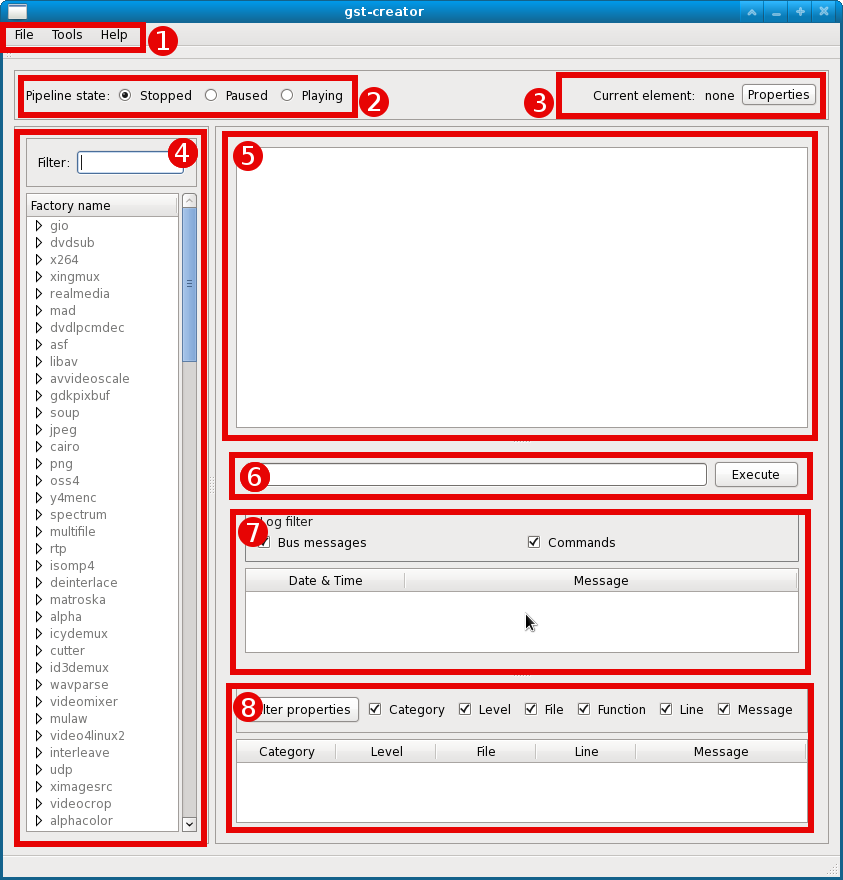 gst-creator
File Tools Help 1
Pipeline state: Stopped Paused Playing 2
3 Current element: none Properties
Filter: 4
Factory name
gio
dvdsub
x264
xingmux
realmedia
mad
dvdlpcmdec
asf
libav
avvideoscale
gdkpixbuf
soup
jpeg
cairo
png
oss4
y4menc
spectrum
multifile
rtp
isomp4
deinterlace
matroska
alpha
icydemux
cutter
id3demux
wavparse
videomixer
mulaw
video4linux2
interleave
udp
ximagesrc
videocrop
alphacolor
5
6 Execute
7 Log filter
Bus messages Commands
Date & Time Message
8 lter properties Category Level File Function Line Message
Category Level File Line Message